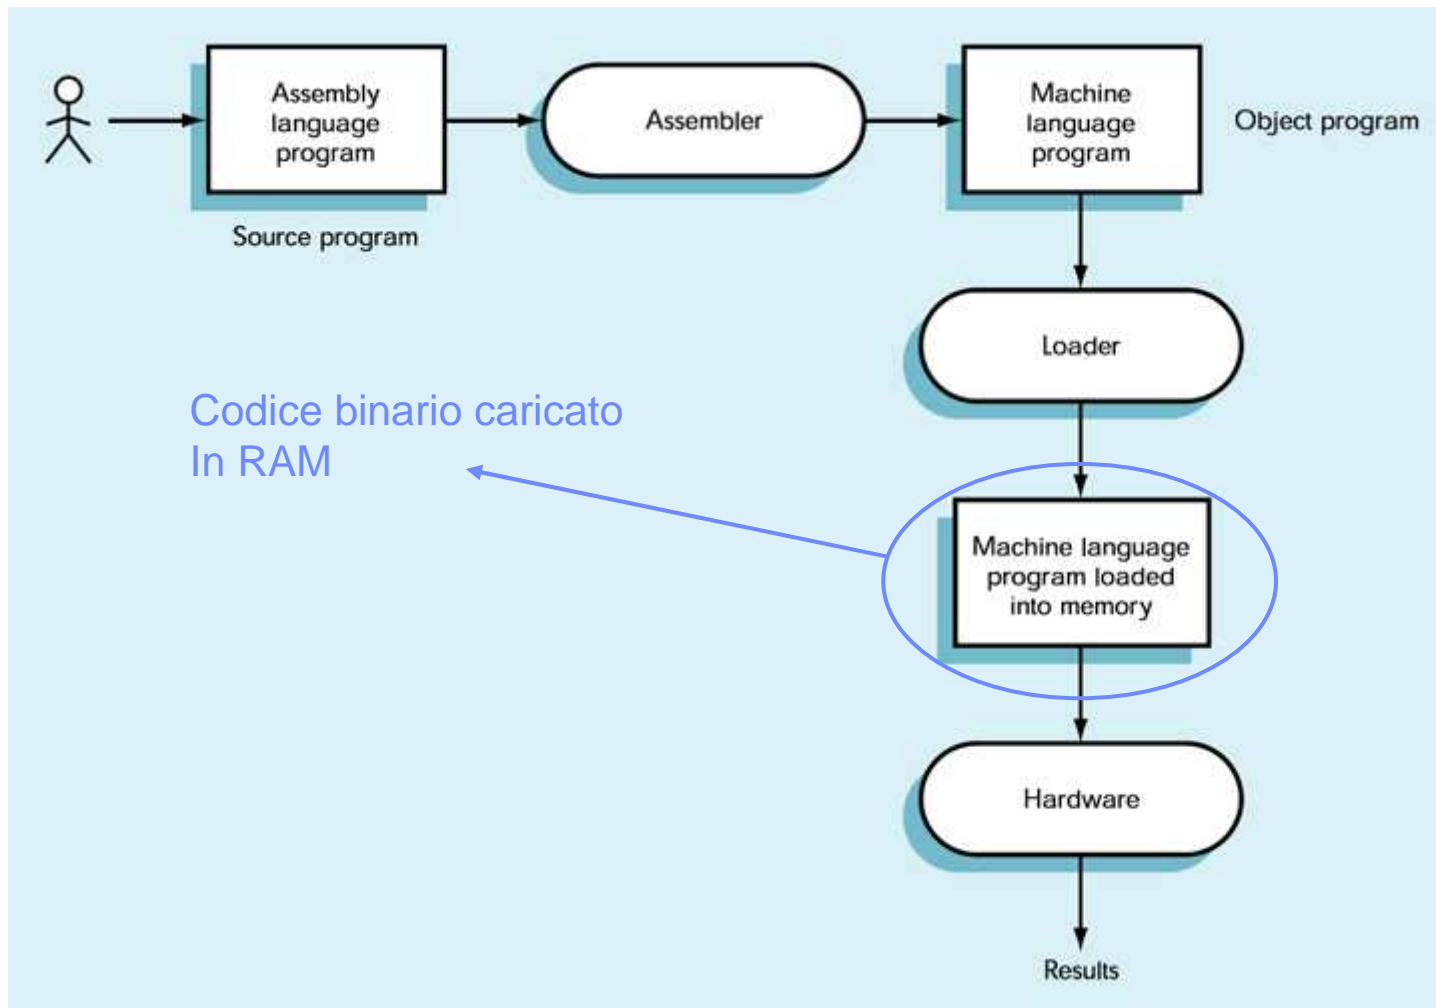 Assembly
language
program
Source program
Assembler
Machine
language
program
Object program
Loader
Codice binario caricato
In RAM
Machine language
program loaded
into memory
Hardware
Results